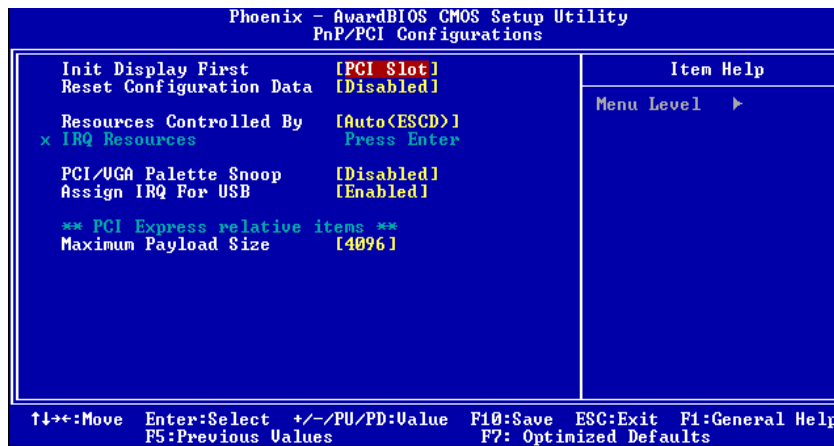 Phoenix - AwardBIOS CMOS Setup Utility
PnP/PCI Configurations
Init Display First [PCI Slot]
Reset Configuration Data [Disabled]
Resources Controlled By [Auto(ESCD)]
x IRQ Resources Press Enter
PCI/VGA Palette Snoop [Disabled]
Assign IRQ For USB [Enabled]
** PCI Express relative items **
Maximum Payload Size [4096]
Item Help
Menu Level ►
↑↓→←:Move Enter:Select +/-/PU/PD:Value F10:Save ESC:Exit F1:General Help
F5:Previous Values F7: Optimized Defaults